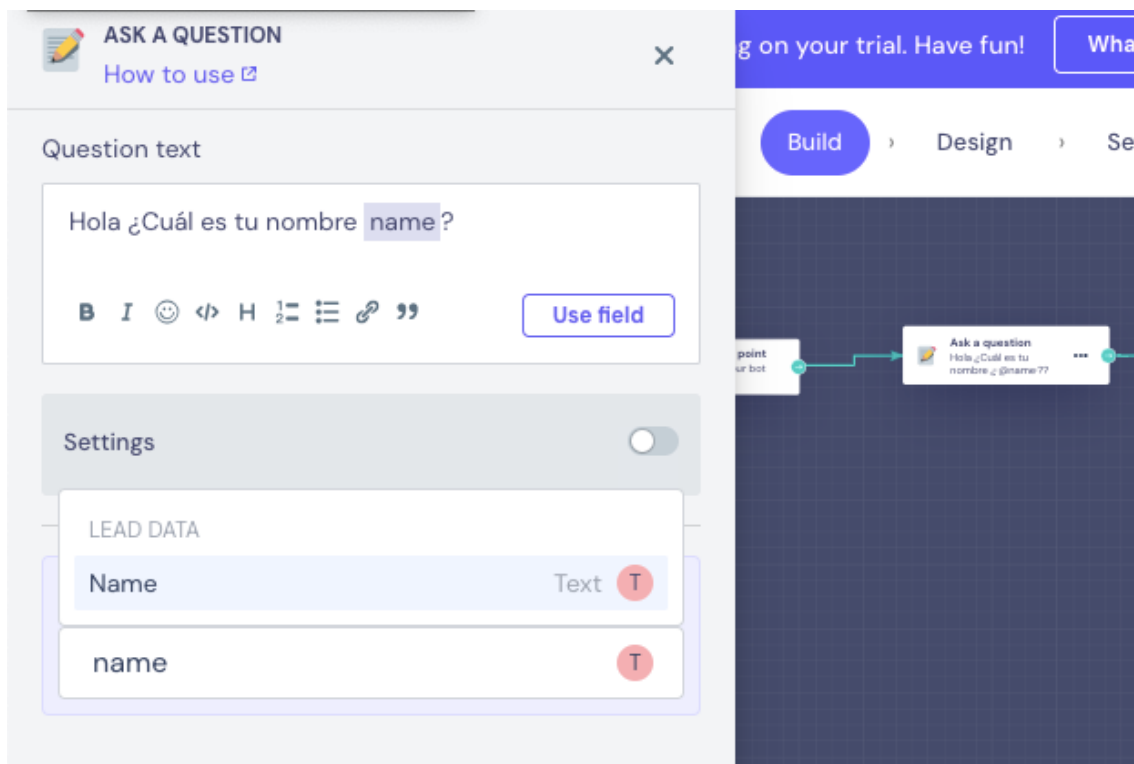 ASK A QUESTION
How to use
Question text
Hola ¿Cuál es tu nombre name ?
B I H
Use field
Settings
LEAD DATA
Name Text T
name T
g on your trial. Have fun!
Wha
Build › Design › Se
point
ur bot
Ask a question
Hola ¿Cuál es tu
nombre ¿ @name ??